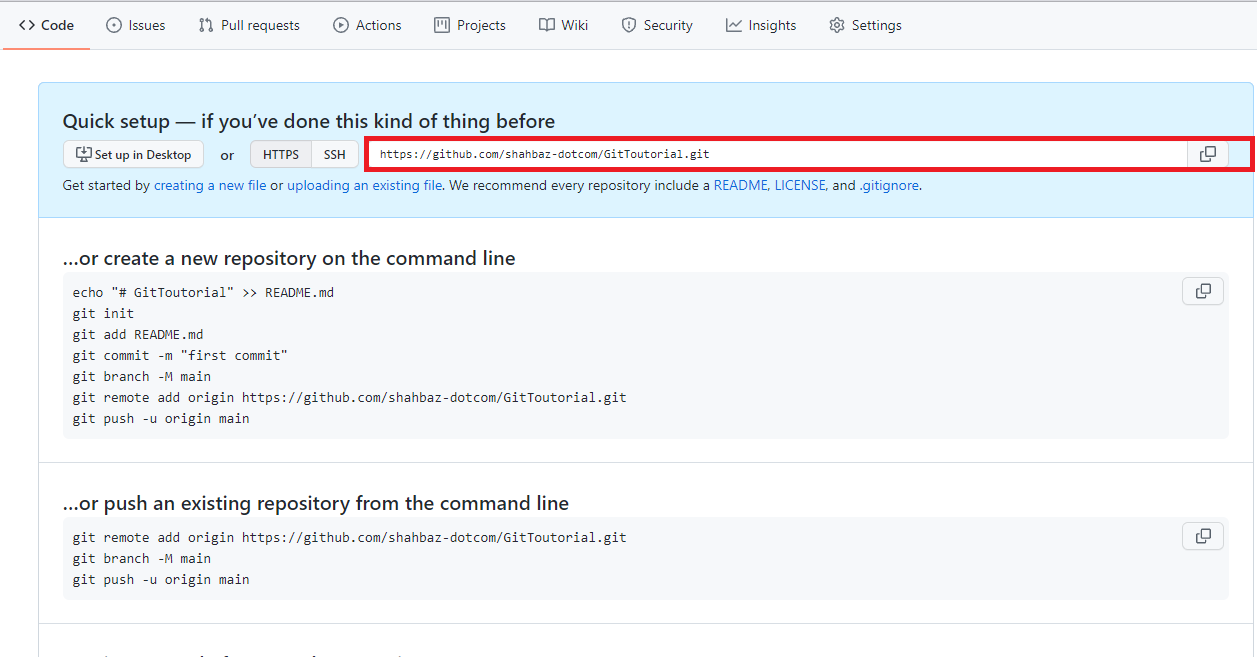 Code Issues Pull requests Actions Projects Wiki Security Insights Settings
Quick setup — if you’ve done this kind of thing before
Set up in Desktop or HTTPS SSH https://github.com/shahbaz-dotcom/GitToutorial.git
Get started by creating a new file or uploading an existing file. We recommend every repository include a README, LICENSE, and .gitignore.
…or create a new repository on the command line
echo "# GitToutorial" >> README.md
git init
git add README.md
git commit -m "first commit"
git branch -M main
git remote add origin https://github.com/shahbaz-dotcom/GitToutorial.git
git push -u origin main
…or push an existing repository from the command line
git remote add origin https://github.com/shahbaz-dotcom/GitToutorial.git
git branch -M main
git push -u origin main